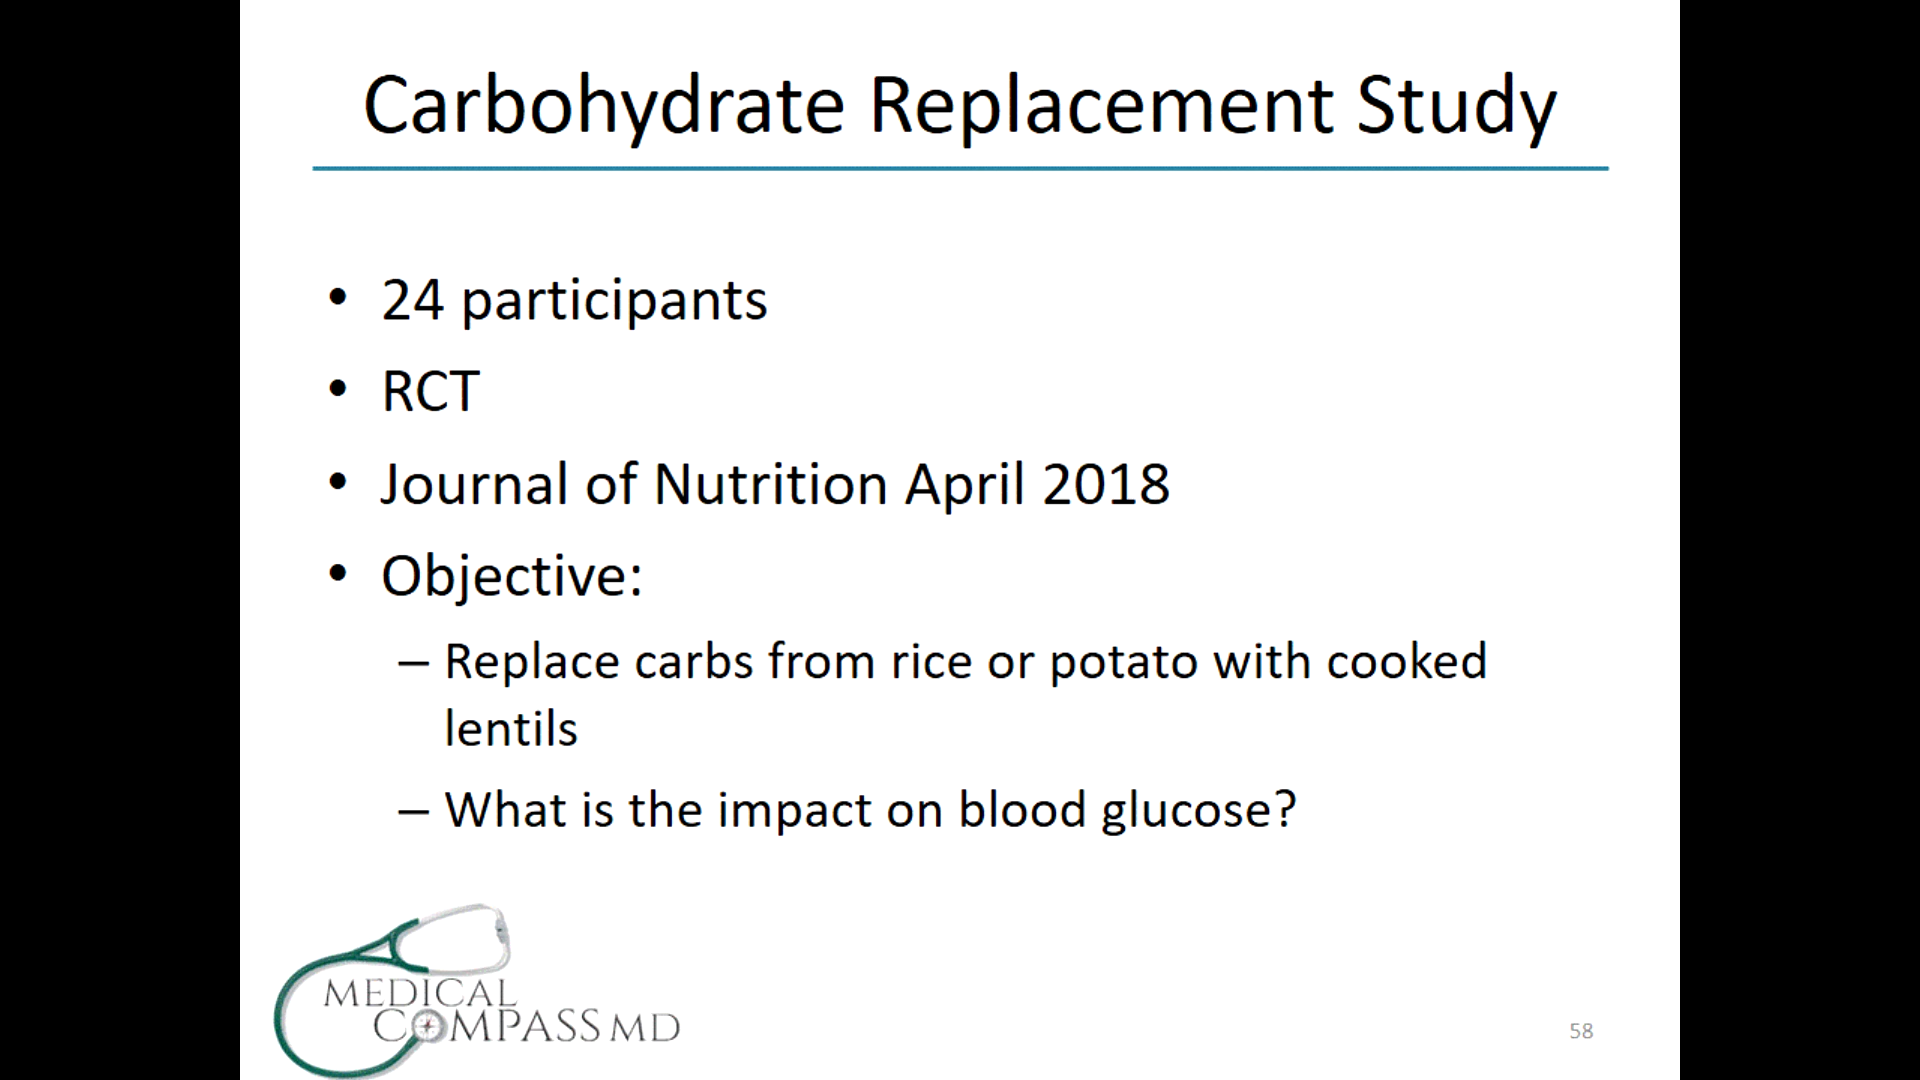 Carbohydrate Replacement Study
• 24 participants
• RCT
• Journal of Nutrition April 2018
• Objective:
– Replace carbs from rice or potato with cooked
lentils
– What is the impact on blood glucose?
MEDICAL
COMPASS MD
58